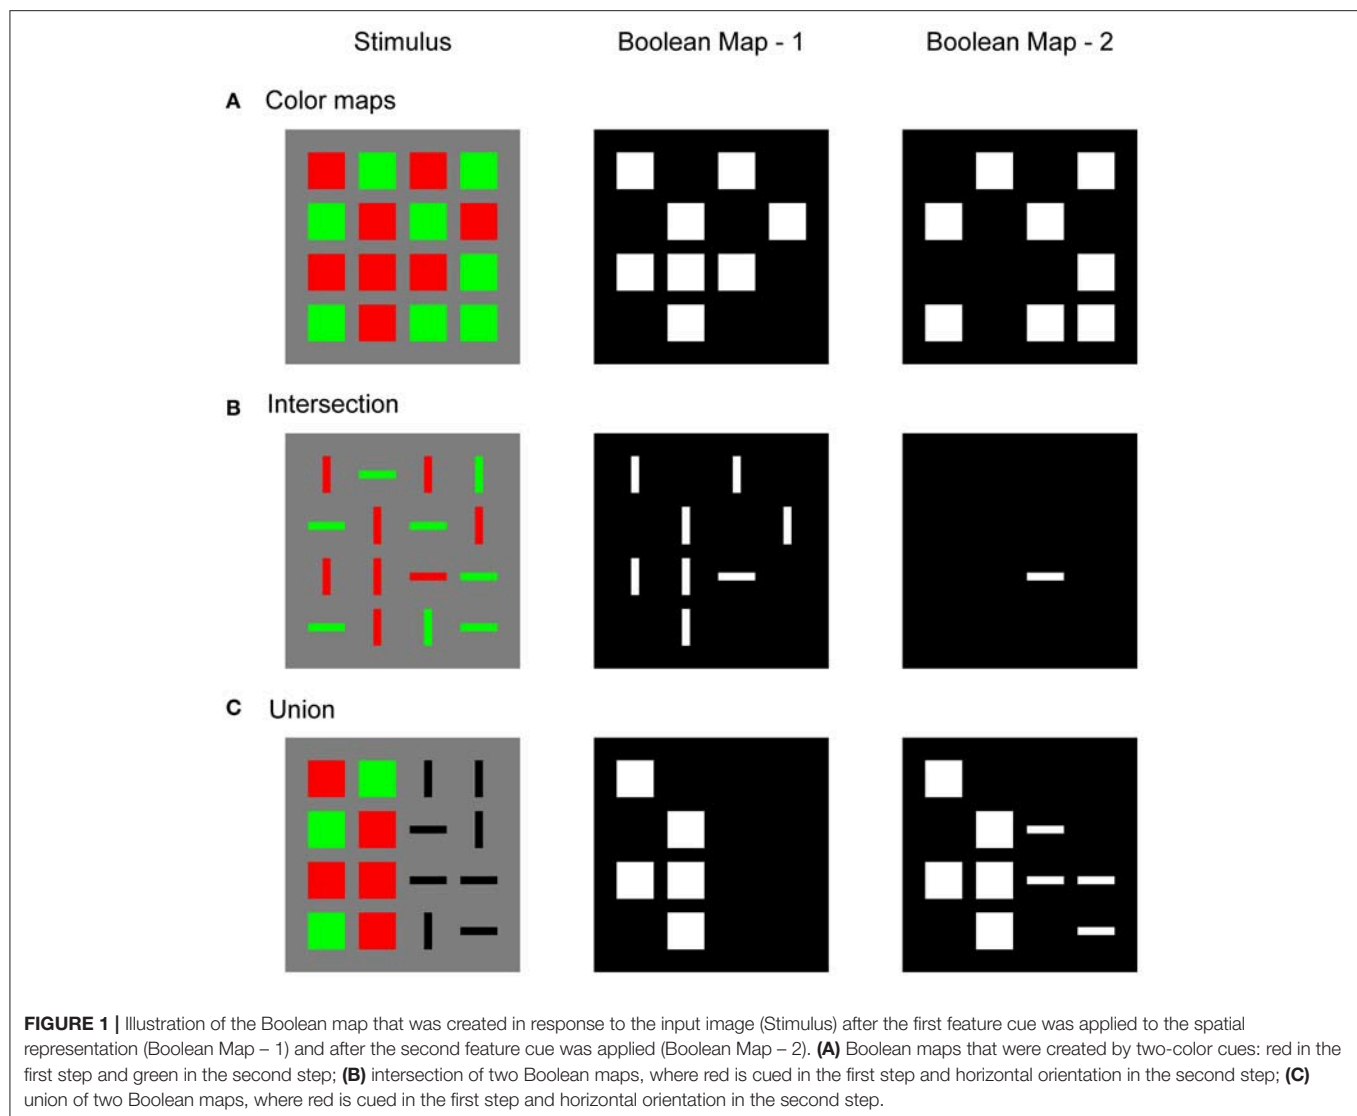 Stimulus Boolean Map - 1 Boolean Map - 2
A Color maps
B Intersection
C Union
FIGURE 1 | Illustration of the Boolean map that was created in response to the input image (Stimulus) after the first feature cue was applied to the spatial
representation (Boolean Map – 1) and after the second feature cue was applied (Boolean Map – 2). (A) Boolean maps that were created by two-color cues: red in the
first step and green in the second step; (B) intersection of two Boolean maps, where red is cued in the first step and horizontal orientation in the second step; (C)
union of two Boolean maps, where red is cued in the first step and horizontal orientation in the second step.